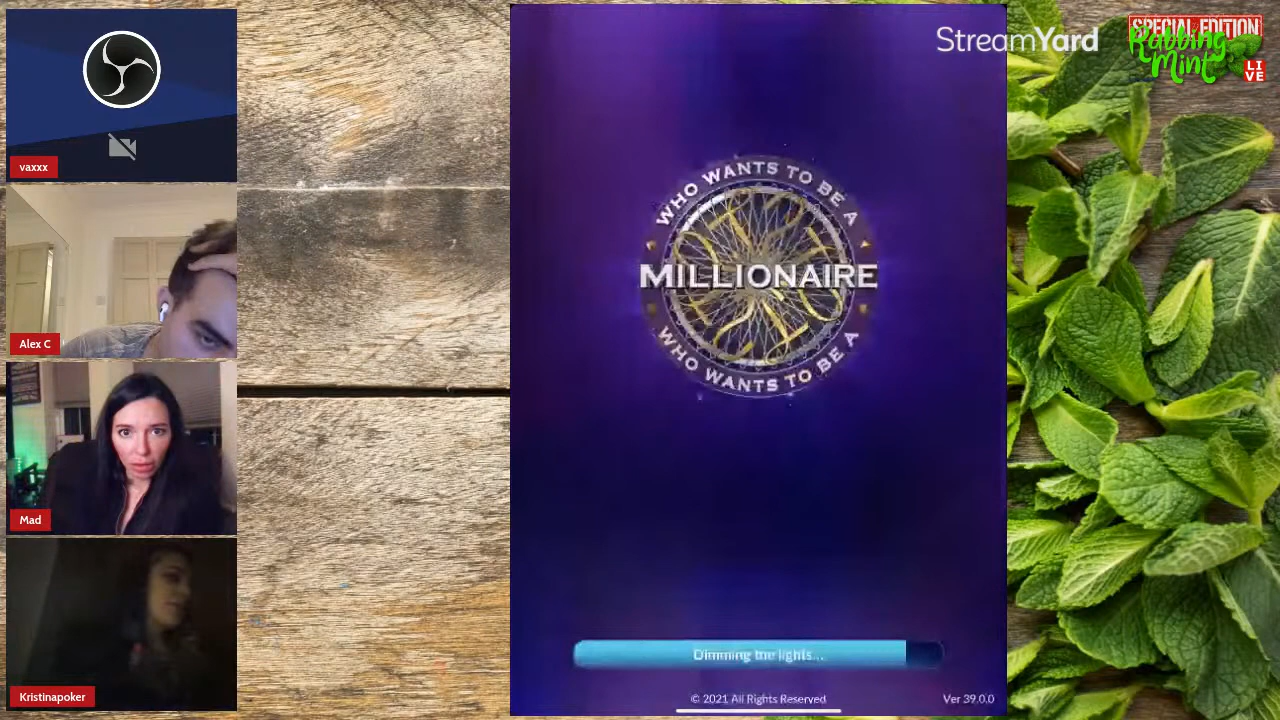 StreamYard
SPECIAL EDITION
Rubbing
Mint
LIVE
vaxxx
Alex C
Mad
Kristinapoker
WHO WANTS TO BE A
MILLIONAIRE
WHO WANTS TO BE A
Dimming the lights...
© 2021 All Rights Reserved
Ver 39.0.0